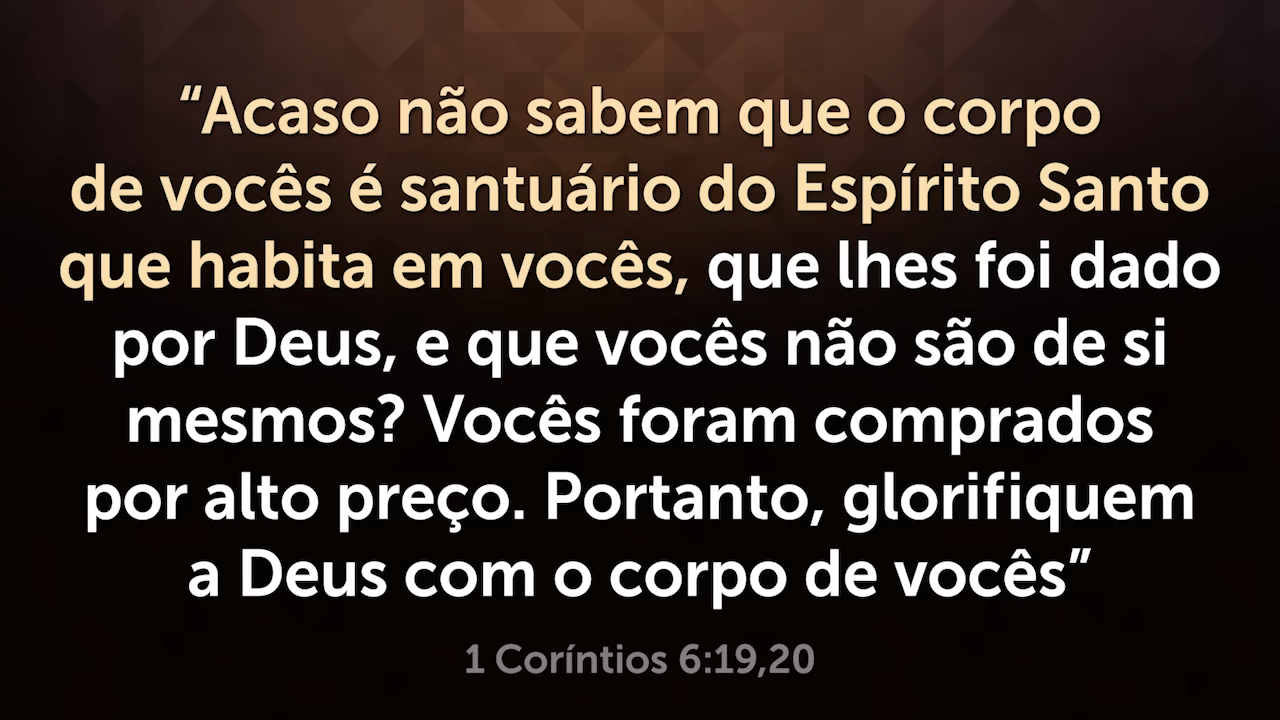 “Acaso não sabem que o corpo
de vocês é santuário do Espírito Santo
que habita em vocês, que lhes foi dado
por Deus, e que vocês não são de si
mesmos? Vocês foram comprados
por alto preço. Portanto, glorifiquem
a Deus com o corpo de vocês”
1 Coríntios 6:19,20